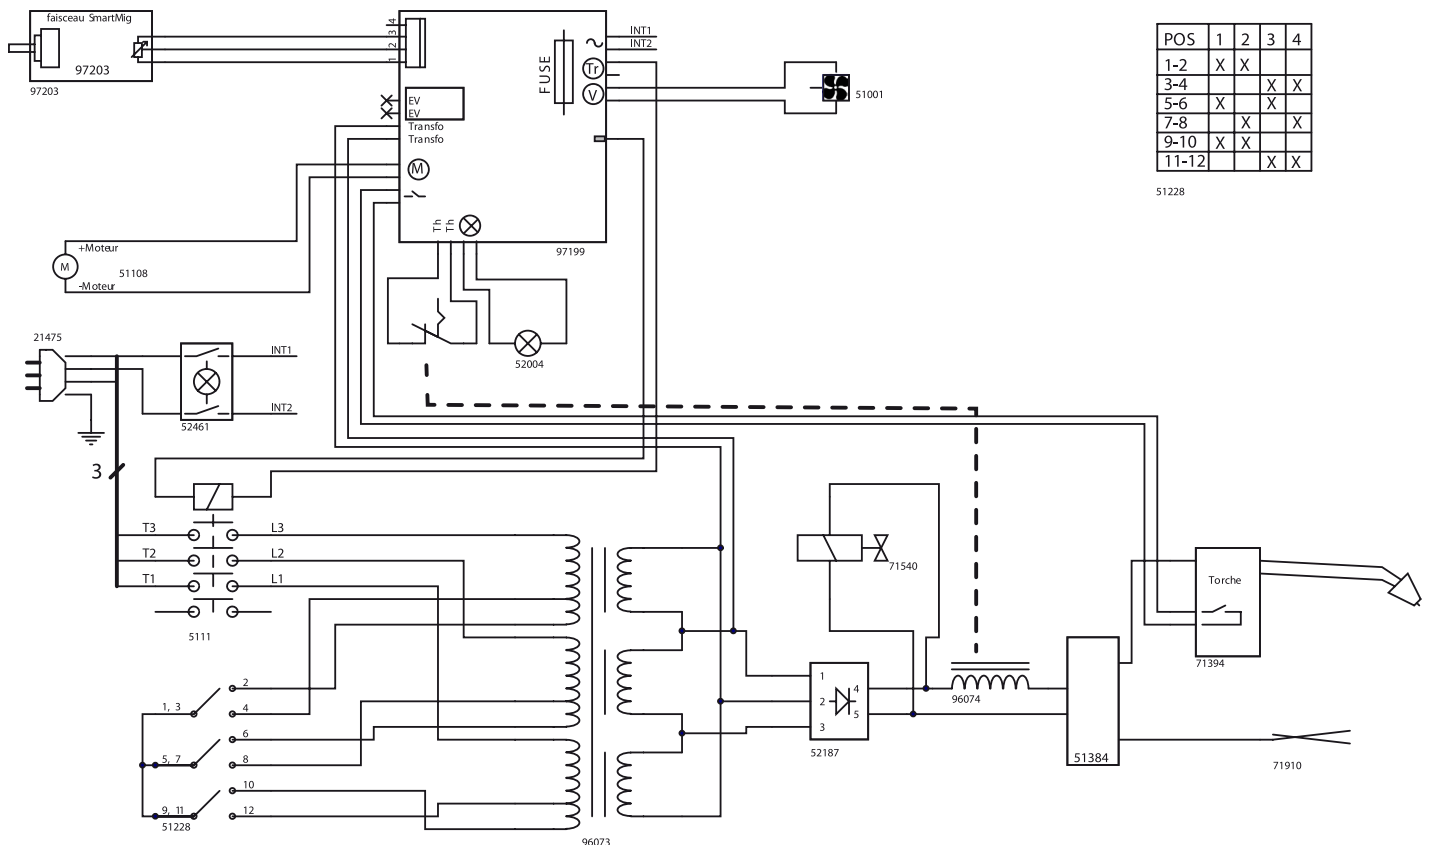 faisceau SmartMig
97203
97203
4
3
2
1
FUSE
Tr
V
INT1
INT2
51001
EV
EV
Transfo
Transfo
M
Th
Th
97199
POS 1 2 3 4
1-2 X X
3-4 X X
5-6 X X
7-8 X X
9-10 X X
11-12 X X
51228
+Moteur
M
51108
-Moteur
21475
INT1
INT2
52461
52004
3
T3 L3
T2 L2
T1 L1
5111
71540
Torche
71394
1, 3
2
4
5, 7
6
8
9, 11
10
12
51228
96073
1
2
3
4
5
52187
96074
51384
71910